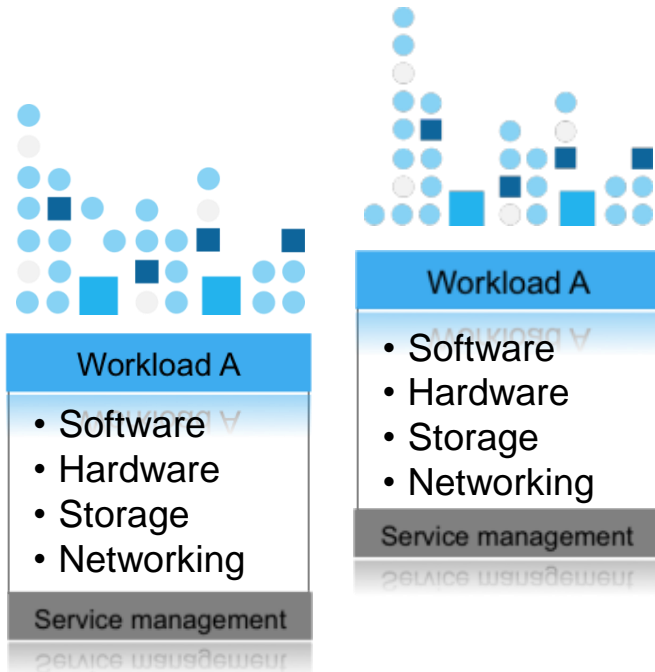 Workload A
• Software
• Hardware
• Storage
• Networking
Service management
Workload A
• Software
• Hardware
• Storage
• Networking
Service management